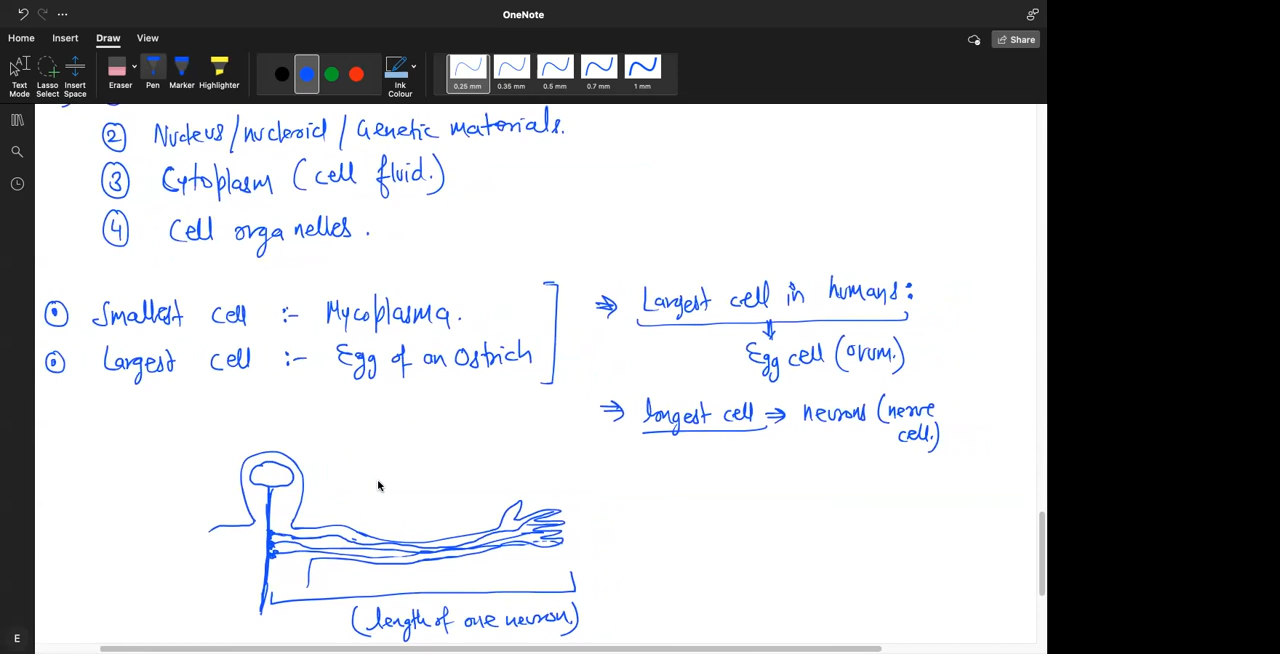 OneNote
Home Insert Draw View
Share
Text Mode Lasso Select Insert Space Eraser Pen Marker Highlighter Ink Colour 0.25 mm 0.35 mm 0.5 mm 0.7 mm 1 mm
② Nucleus/nucleoid/Genetic materials.
③ Cytoplasm (cell fluid.)
④ Cell organelles.
Smallest cell :- Mycoplasma.
Largest cell :- Egg of an Ostrich
⇒ Largest cell in humans:
Egg cell (ovum.)
⇒ longest cell ⇒ neurons (nerve
cell.)
(length of one neuron.)
E